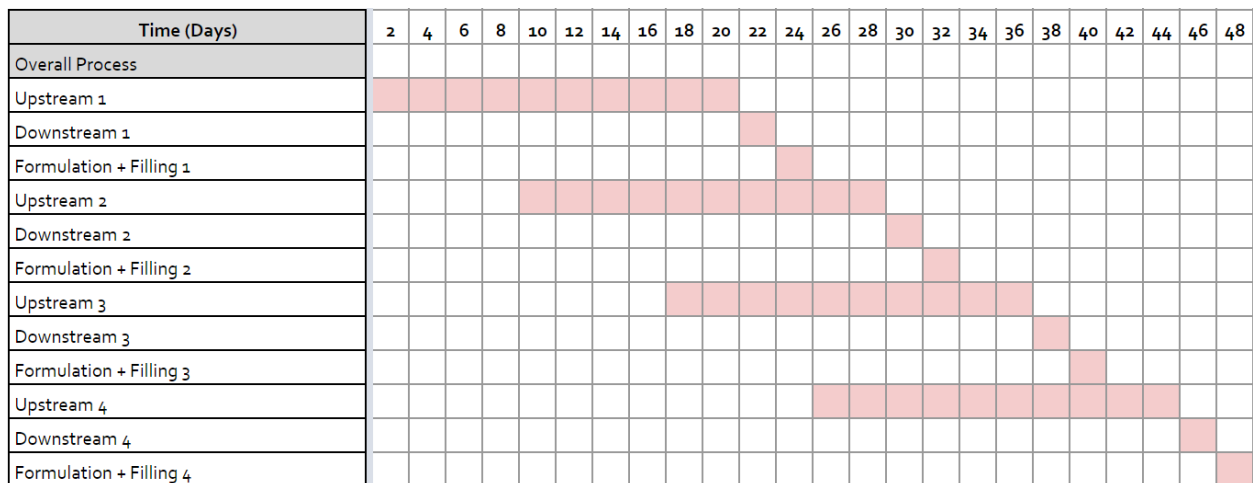 Time (Days) 2 4 6 8 10 12 14 16 18 20 22 24 26 28 30 32 34 36 38 40 42 44 46 48
Overall Process
Upstream 1
Downstream 1
Formulation + Filling 1
Upstream 2
Downstream 2
Formulation + Filling 2
Upstream 3
Downstream 3
Formulation + Filling 3
Upstream 4
Downstream 4
Formulation + Filling 4